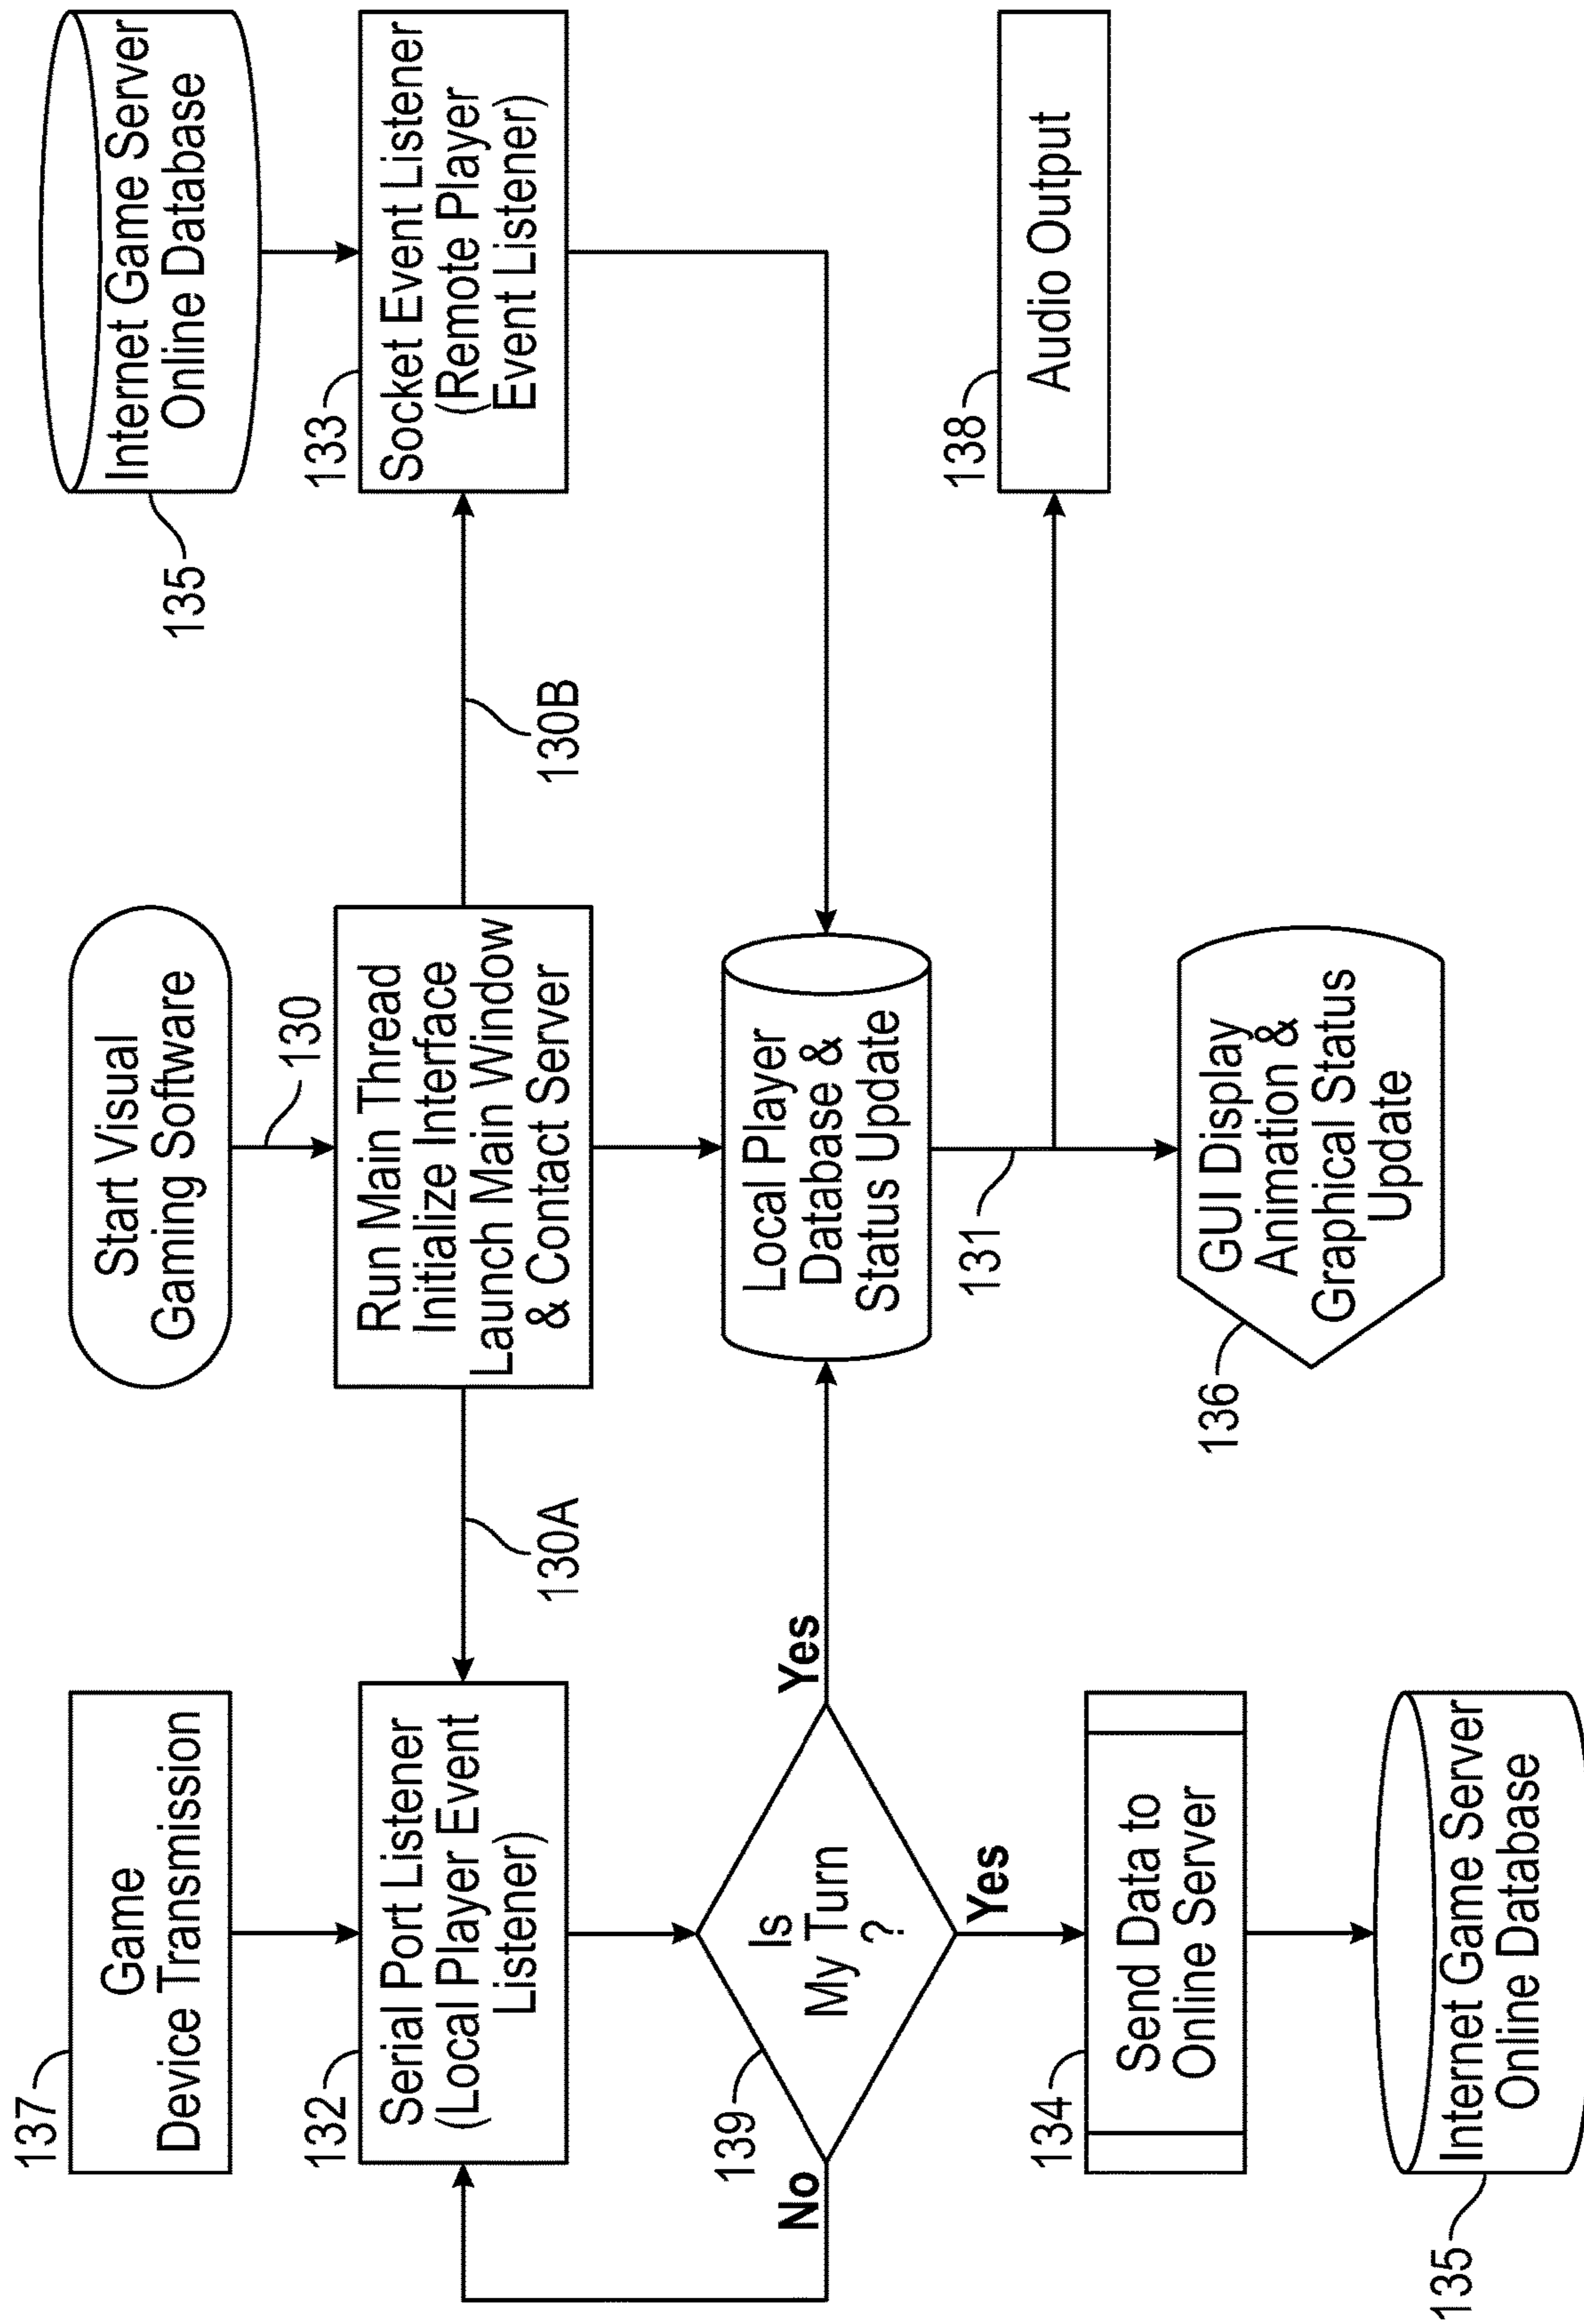 137
Game
Device Transmission
Start Visual
Gaming Software
130
135
Internet Game Server
Online Database
132
Serial Port Listener
(Local Player Event
Listener)
130A
Run Main Thread
Initialize Interface
Launch Main Window
& Contact Server
130B
133
Socket Event Listener
(Remote Player
Event Listener)
139
No
Is
My Turn
?
Yes
Yes
Local Player
Database &
Status Update
131
138
Audio Output
134
Send Data to
Online Server
136
GUI Display
Animation &
Graphical Status
Update
135
Internet Game Server
Online Database